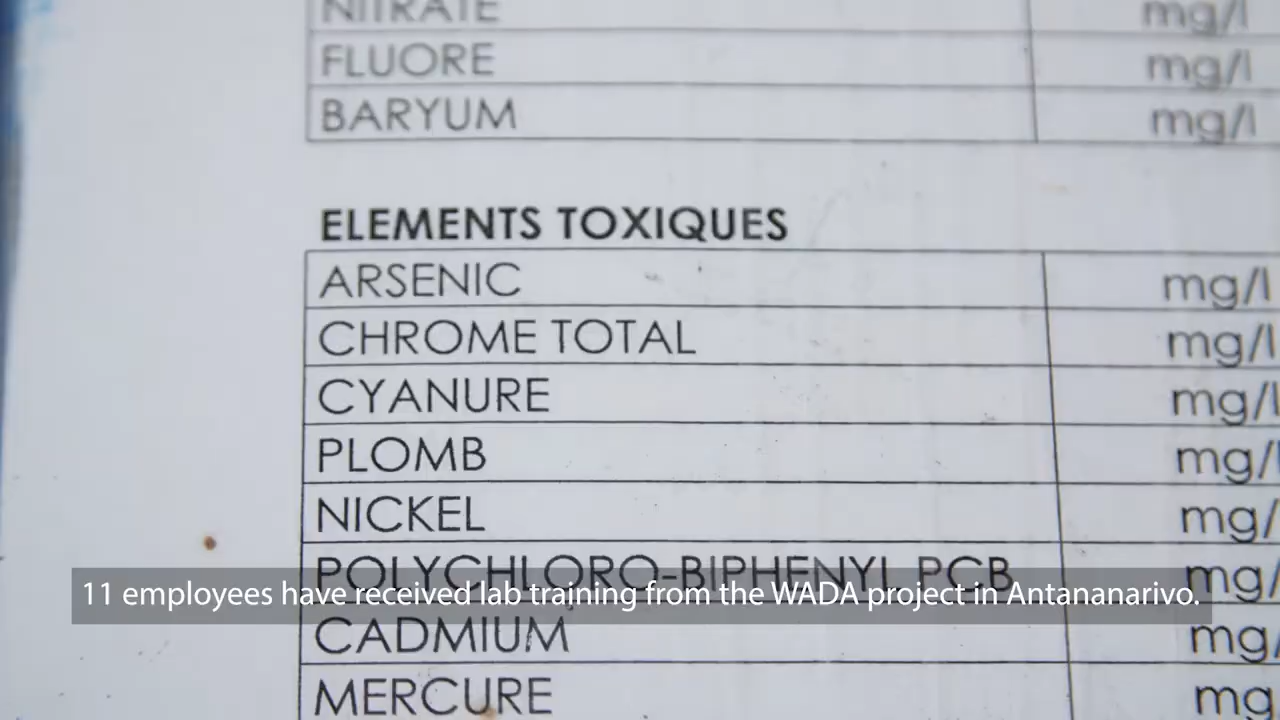 NITRATE mg/l
FLUORE mg/l
BARYUM mg/l
ELEMENTS TOXIQUES
ARSENIC mg/l
CHROME TOTAL mg/l
CYANURE mg/l
PLOMB mg/l
NICKEL mg/
POLYCHLORO-BIPHENYL PCB mg/
11 employees have received lab training from the WADA project in Antananarivo.
CADMIUM mg/
MERCURE mg